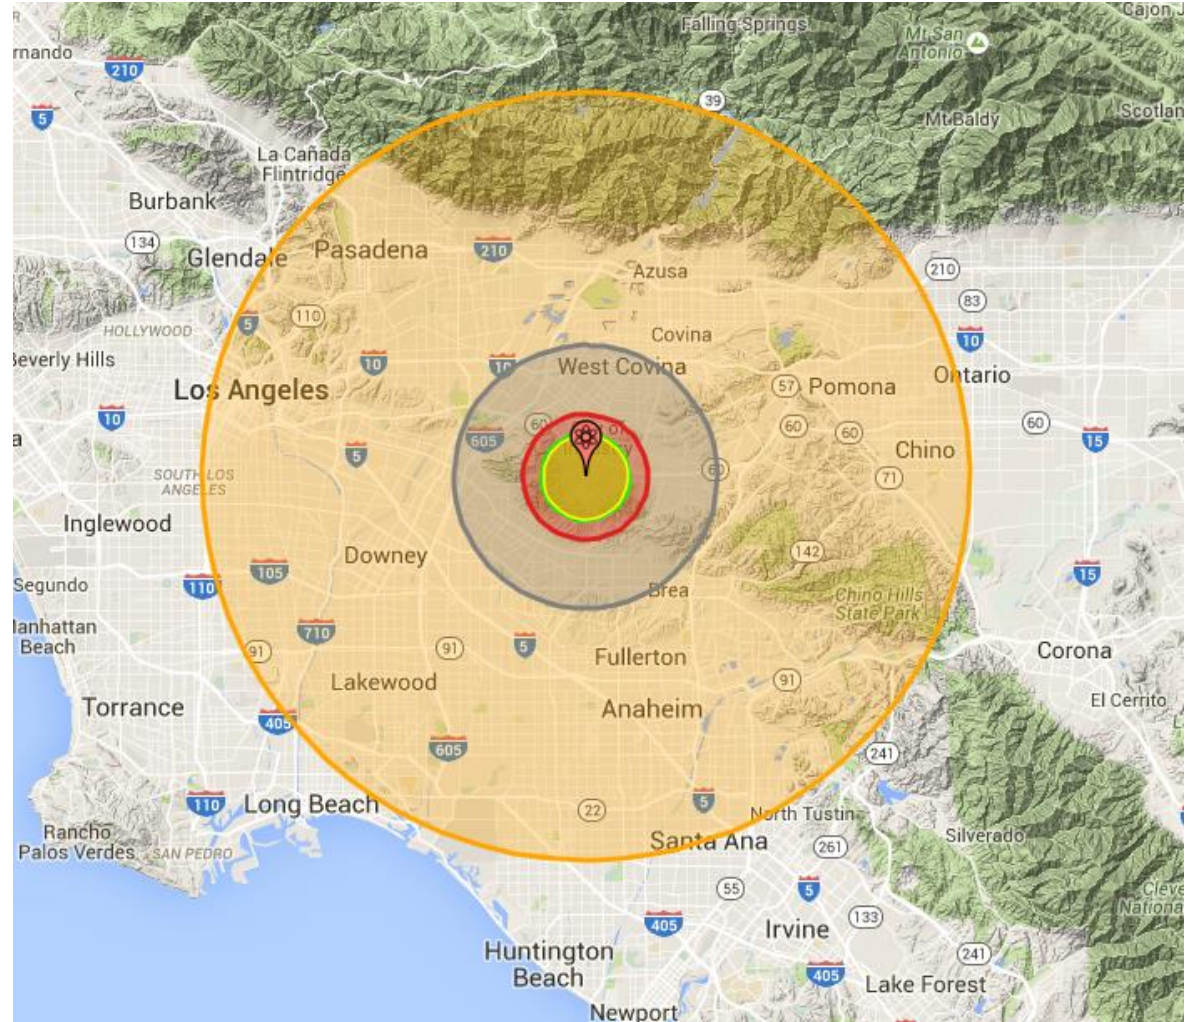 Cajon J
Falling Springs
Mt San
Antonio
rnando
210
39
5
Mt Baldy
Scotlan
La Cañada
Flintridge
Burbank
134
Glendale
Pasadena
210
Azusa
210
83
110
5
HOLLYWOOD
Covina
10
Beverly Hills
10
10
West Covina
Los Angeles
57
Pomona
Ontario
10
60
60
60
60
15
a
605
5
Chino
60
71
SOUTH LOS
ANGELES
Inglewood
Downey
142
105
15
Segundo
110
Brea
Chino Hills
State Park
Manhattan
Beach
710
91
91
5
Fullerton
Corona
Lakewood
91
Torrance
405
Anaheim
El Cerrito
605
241
110
Long Beach
22
5
North Tustin
Rancho
Palos Verdes
SAN PEDRO
Santa Ana
261
Silverado
55
5
Cleve
Nationa
405
Irvine
133
Huntington
Beach
241
405
Lake Forest
Newport